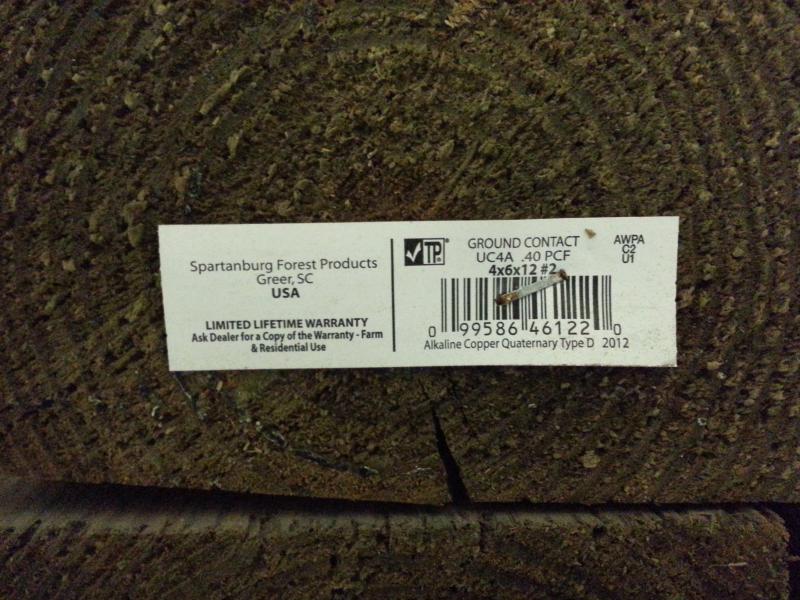 Spartanburg Forest Products
Greer, SC
USA
LIMITED LIFETIME WARRANTY
Ask Dealer for a Copy of the Warranty - Farm
& Residential Use
TP®
GROUND CONTACT
UC4A .40 PCF
4x6x12 #2
AWPA
C2
U1
0 99586 46122 0
Alkaline Copper Quaternary Type D 2012